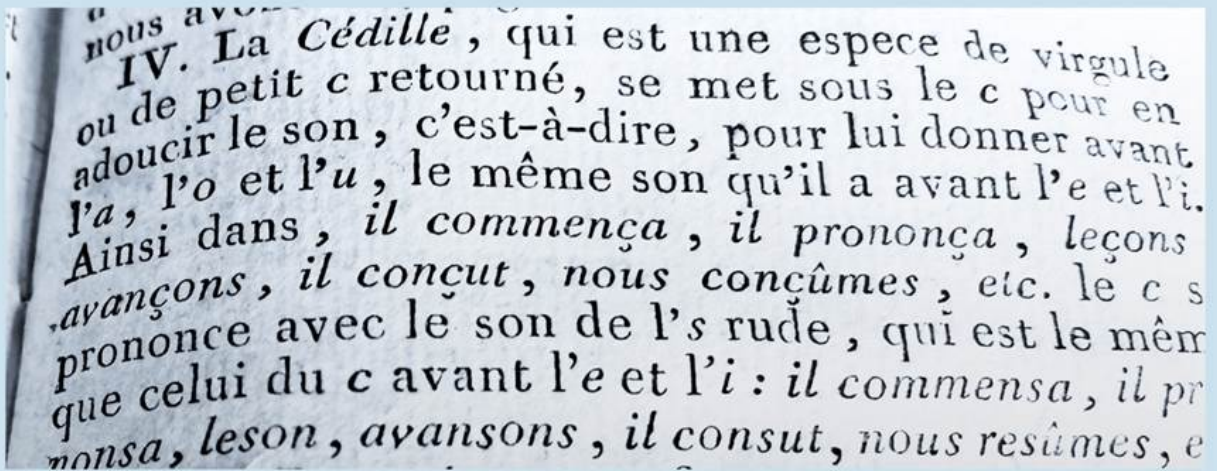 nous
IV. La Cédille, qui est une espece de virgule
ou de petit c retourné, se met sous le c pour en
adoucir le son, c'est-à-dire, pour lui donner avant
l'a, l'o et l'u, le même son qu'il a avant l'e et l'i.
Ainsi dans, il commença, il prononça, leçons
avançons, il conçut, nous conçûmes, etc. le c s
prononce avec le son de l's rude, qui est le mêm
que celui du c avant l'e et l'i : il commensa, il pr
nonsa, leson, avansons, il consut, nous resûmes, e